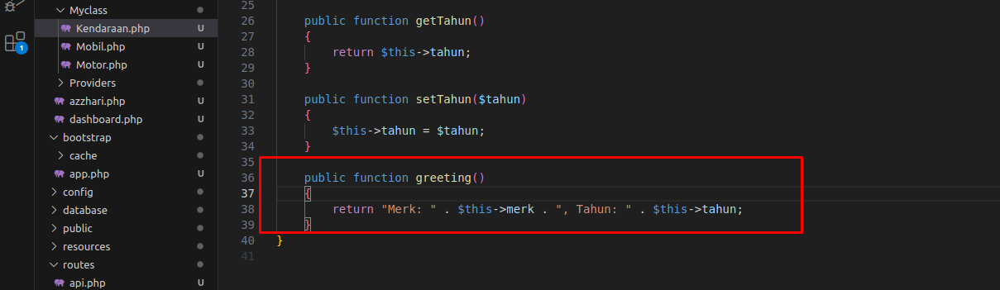 Myclass
Kendaraan.php U
Mobil.php U
Motor.php U
Providers
azzhari.php U
dashboard.php U
bootstrap
cache
app.php U
config
database
public
resources
routes
api.php U
1
25
26 public function getTahun()
27 {
28 return $this->tahun;
29 }
30
31 public function setTahun($tahun)
32 {
33 $this->tahun = $tahun;
34 }
35
36 public function greeting()
37 {
38 return "Merk: " . $this->merk . ", Tahun: " . $this->tahun;
39 }
40 }
41